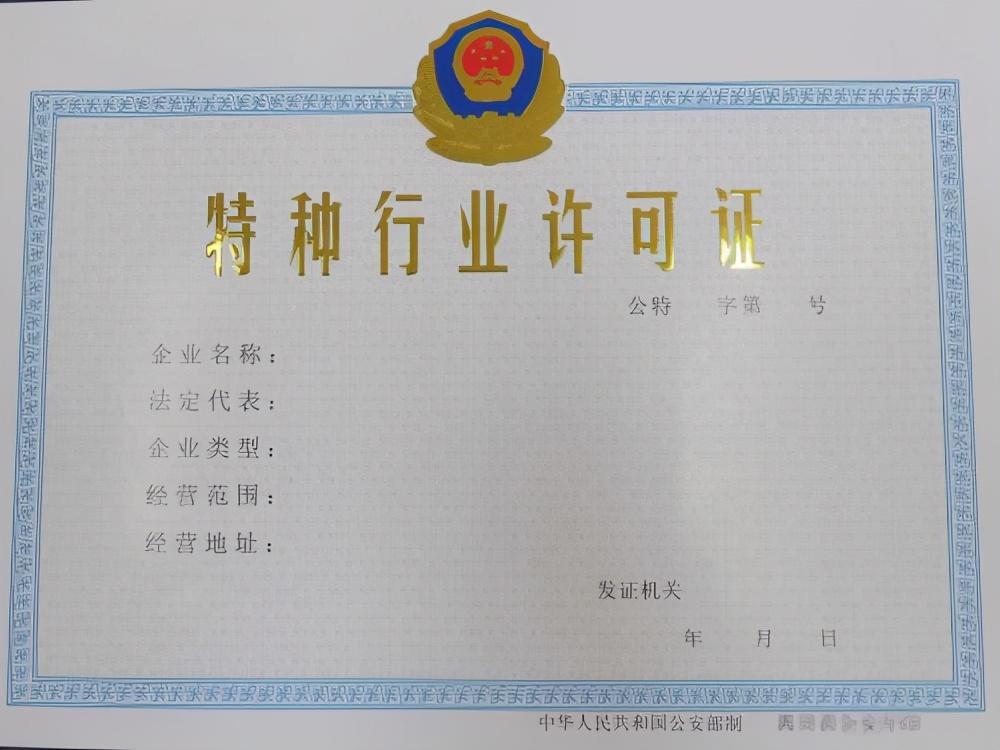 特种行业许可证
公特 字第 号
企业名称：
法定代表：
企业类型：
经营范围：
经营地址：
发证机关
年 月 日
中华人民共和国公安部制